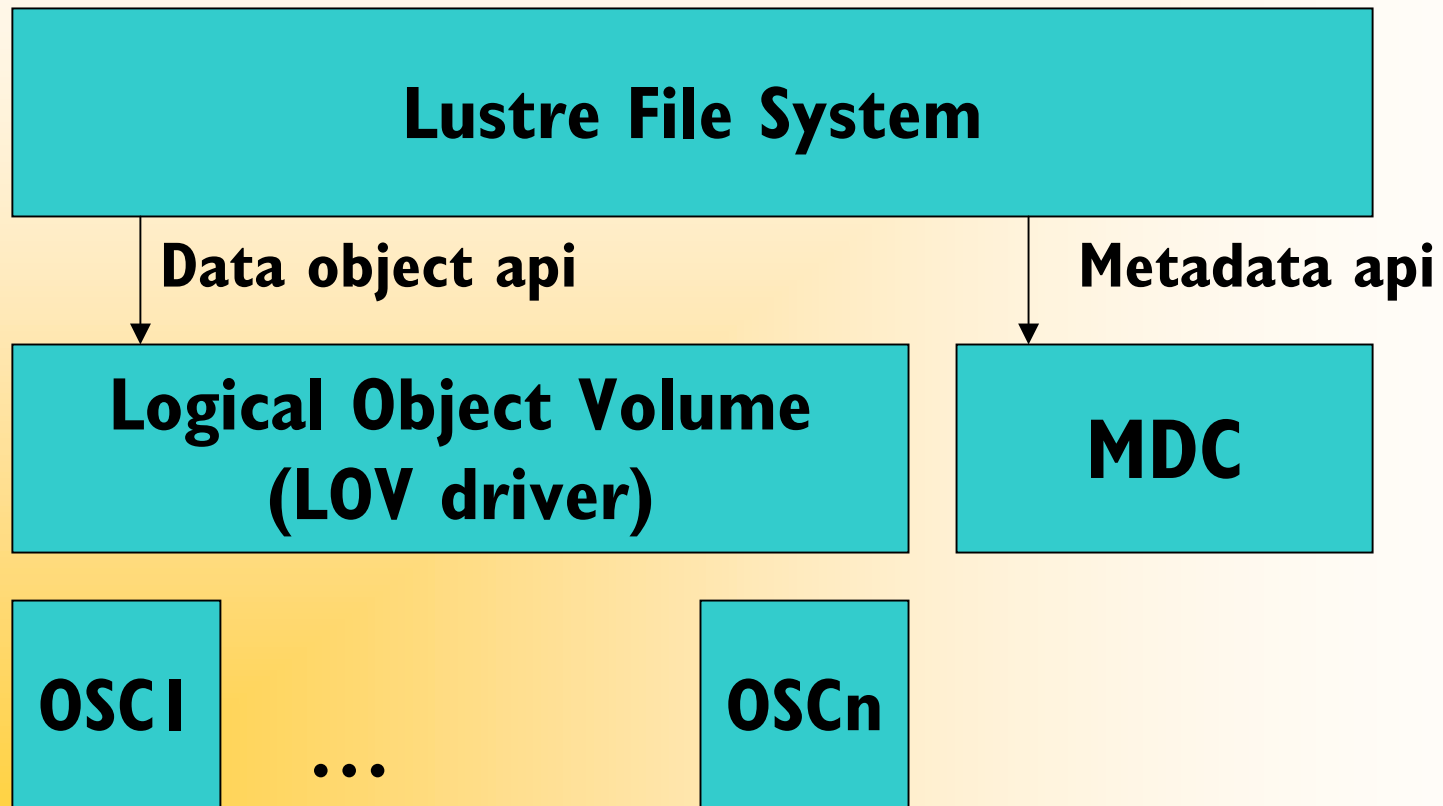 Lustre File System
Data object api
Metadata api
Logical Object Volume
(LOV driver)
MDC
OSC1
...
OSCn